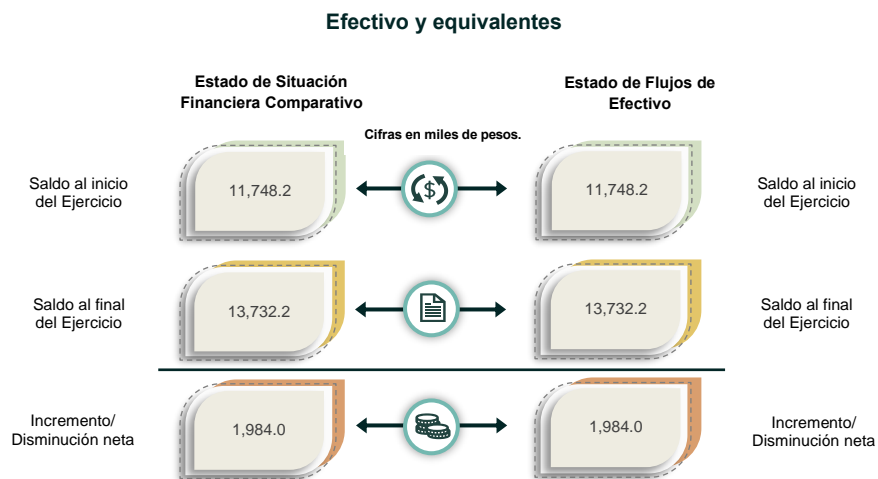 Efectivo y equivalentes
Estado de Situación
Financiera Comparativo
Estado de Flujos de
Efectivo
Cifras en miles de pesos.
Saldo al inicio
del Ejercicio
11,748.2
$
11,748.2
Saldo al inicio
del Ejercicio
Saldo al final
del Ejercicio
13,732.2
13,732.2
Saldo al final
del Ejercicio
Incremento/
Disminución neta
1,984.0
1,984.0
Incremento/
Disminución neta